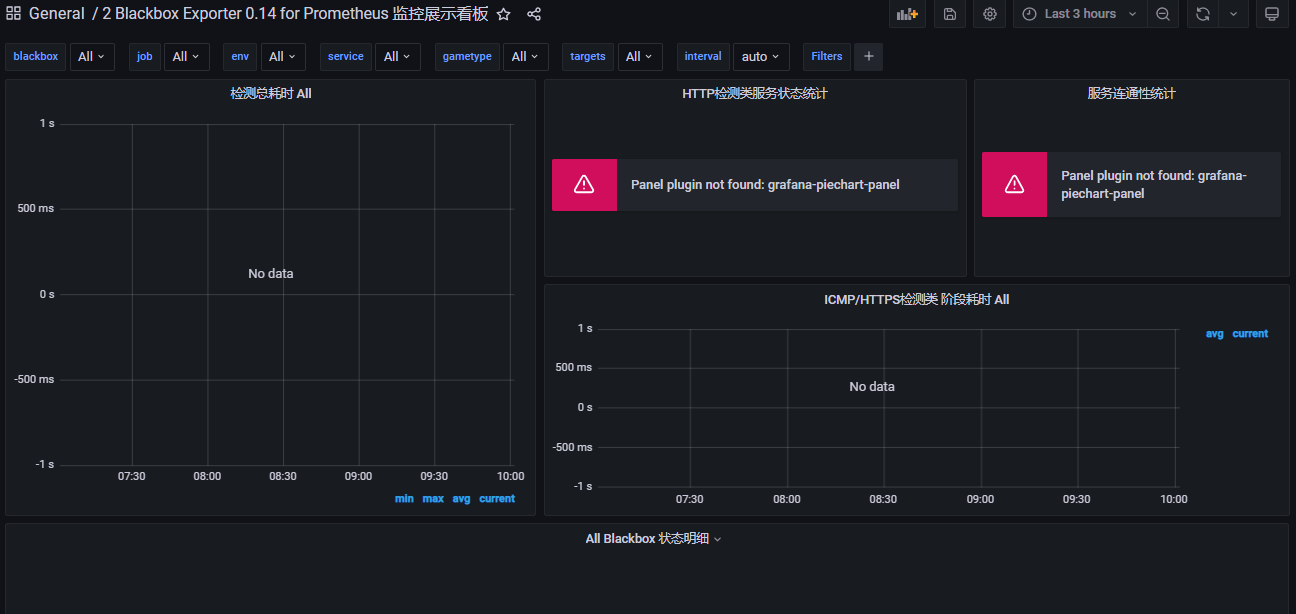 General / 2 Blackbox Exporter 0.14 for Prometheus 监控展示看板
Last 3 hours
blackbox All job All env All service All gametype All targets All interval auto Filters +
检测总耗时 All
1 s
500 ms
0 s
-500 ms
-1 s
No data
07:30 08:00 08:30 09:00 09:30 10:00
min max avg current
HTTP检测类服务状态统计
Panel plugin not found: grafana-piechart-panel
服务连通性统计
Panel plugin not found: grafana-
piechart-panel
ICMP/HTTPS检测类 阶段耗时 All
1 s
500 ms
0 s
-500 ms
-1 s
No data
07:30 08:00 08:30 09:00 09:30 10:00
avg current
All Blackbox 状态明细